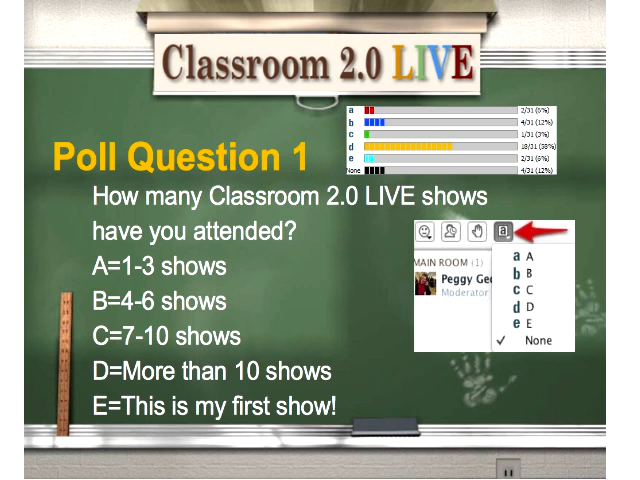 Classroom 2.0 LIVE
a 2/31 (6%)
b 4/31 (12%)
c 1/31 (3%)
d 18/31 (58%)
e 2/31 (6%)
None 4/31 (12%)
Poll Question 1
How many Classroom 2.0 LIVE shows
have you attended?
A=1-3 shows
B=4-6 shows
C=7-10 shows
D=More than 10 shows
E=This is my first show!
a
MAIN ROOM (1)
Peggy Geo
Moderator
a A
b B
c C
d D
e E
✓ None